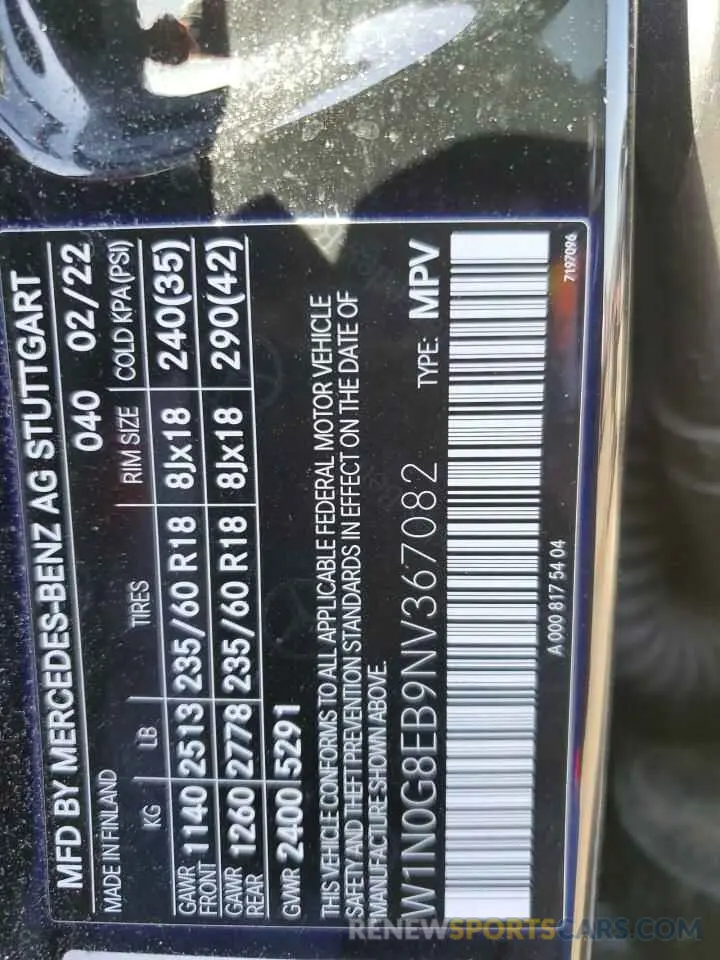 MFD BY MERCEDES-BENZ AG STUTTGART
MADE IN FINLAND 040 02/22
KG LB TIRES RIM SIZE COLD KPA(PSI)
GAWR FRONT 1140 2513 235/60 R18 8Jx18 240(35)
GAWR REAR 1260 2778 235/60 R18 8Jx18 290(42)
GVWR 2400 5291
THIS VEHICLE CONFORMS TO ALL APPLICABLE FEDERAL MOTOR VEHICLE
SAFETY AND THEFT PREVENTION STANDARDS IN EFFECT ON THE DATE OF
MANUFACTURE SHOWN ABOVE.
W1N0G8EB9NV367082 TYPE: MPV
A 000 817 54 04 7197096
RENEWSPORTSCARS.COM